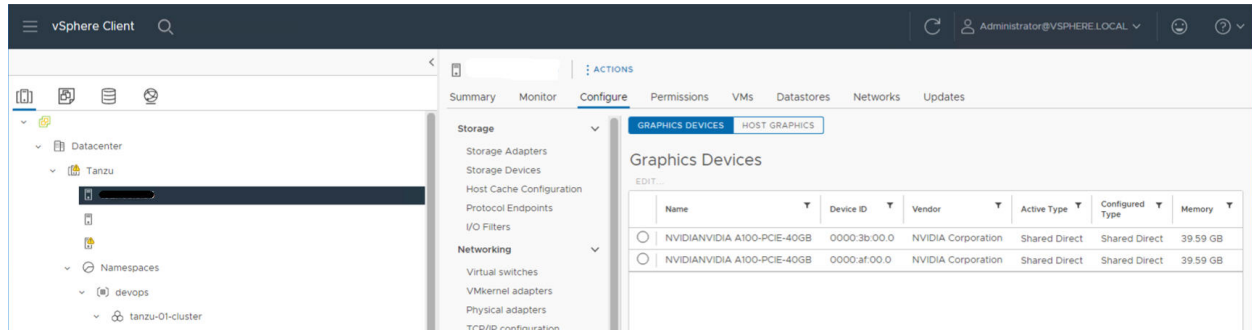 vSphere Client
Administrator@VSPHERE.LOCAL
ACTIONS
Summary Monitor Configure Permissions VMs Datastores Networks Updates
Datacenter
Tanzu
Namespaces
devops
tanzu-01-cluster
Storage
Storage Adapters
Storage Devices
Host Cache Configuration
Protocol Endpoints
I/O Filters
Networking
Virtual switches
VMkernel adapters
Physical adapters
TCP/IP configuration
GRAPHICS DEVICES HOST GRAPHICS
Graphics Devices
EDIT...
Name Device ID Vendor Active Type Configured Type Memory
NVIDIANVIDIA A100-PCIE-40GB 0000:3b:00.0 NVIDIA Corporation Shared Direct Shared Direct 39.59 GB
NVIDIANVIDIA A100-PCIE-40GB 0000:af:00.0 NVIDIA Corporation Shared Direct Shared Direct 39.59 GB